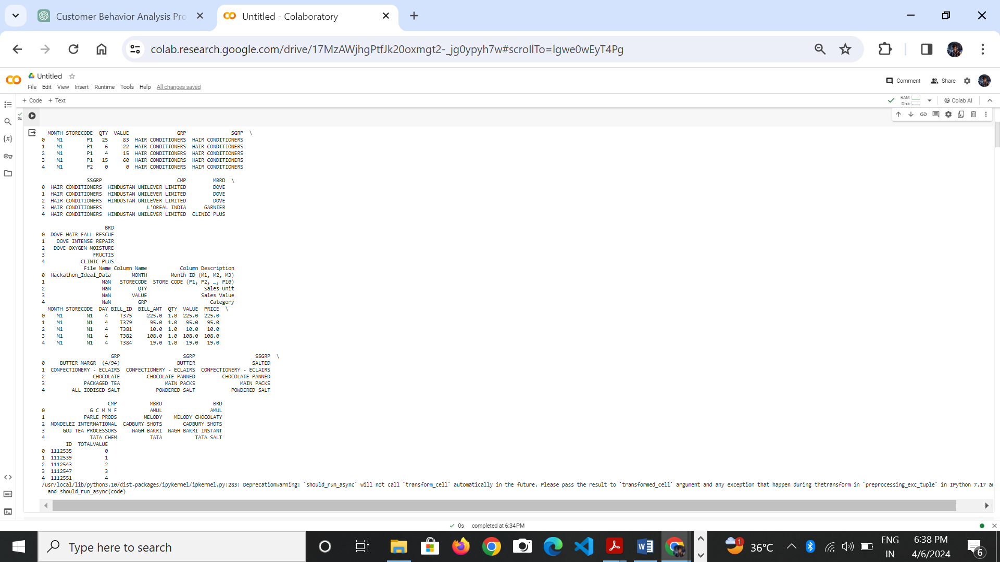 Customer Behavior Analysis Pro
Untitled - Colaboratory
colab.research.google.com/drive/17MzAWjhgPtfJk20oxmgt2-_jg0ypyh7w#scrollTo=lgwe0wEyT4Pg
Untitled
File Edit View Insert Runtime Tools Help All changes saved
Comment Share
+ Code + Text
RAM
Disk
Colab AI
0s
{x}
MONTH STORECODE QTY VALUE GRP SGRP \
0 M1 P1 25 83 HAIR CONDITIONERS HAIR CONDITIONERS
1 M1 P1 6 22 HAIR CONDITIONERS HAIR CONDITIONERS
2 M1 P1 4 15 HAIR CONDITIONERS HAIR CONDITIONERS
3 M1 P1 15 60 HAIR CONDITIONERS HAIR CONDITIONERS
4 M1 P2 0 0 HAIR CONDITIONERS HAIR CONDITIONERS
SSGRP CMP MBRD \
0 HAIR CONDITIONERS HINDUSTAN UNILEVER LIMITED DOVE
1 HAIR CONDITIONERS HINDUSTAN UNILEVER LIMITED DOVE
2 HAIR CONDITIONERS HINDUSTAN UNILEVER LIMITED DOVE
3 HAIR CONDITIONERS L'OREAL INDIA GARNIER
4 HAIR CONDITIONERS HINDUSTAN UNILEVER LIMITED CLINIC PLUS
BRD
0 DOVE HAIR FALL RESCUE
1 DOVE INTENSE REPAIR
2 DOVE OXYGEN MOISTURE
3 FRUCTIS
4 CLINIC PLUS
File Name Column Name Column Description
0 Hackathon_Ideal_Data MONTH Month ID (M1, M2, M3)
1 NaN STORECODE STORE CODE (P1, P2, …, P10)
2 NaN QTY Sales Unit
3 NaN VALUE Sales Value
4 NaN GRP Category
MONTH STORECODE DAY BILL_ID BILL_AMT QTY VALUE PRICE \
0 M1 N1 4 T375 225.0 1.0 225.0 225.0
1 M1 N1 4 T379 95.0 1.0 95.0 95.0
2 M1 N1 4 T381 10.0 1.0 10.0 10.0
3 M1 N1 4 T382 108.0 1.0 108.0 108.0
4 M1 N1 4 T384 19.0 1.0 19.0 19.0
GRP SGRP SSGRP \
0 BUTTER MARGR (4/94) BUTTER SALTED
1 CONFECTIONERY - ECLAIRS CONFECTIONERY - ECLAIRS CONFECTIONERY - ECLAIRS
2 CHOCOLATE CHOCOLATE PANNED CHOCOLATE PANNED
3 PACKAGED TEA MAIN PACKS MAIN PACKS
4 ALL IODISED SALT POWDERED SALT POWDERED SALT
CMP MBRD BRD
0 G C M M F AMUL AMUL
1 PARLE PRODS MELODY MELODY CHOCOLATY
2 MONDELEZ INTERNATIONAL CADBURY SHOTS CADBURY SHOTS
3 GUJ TEA PROCESSORS WAGH BAKRI WAGH BAKRI INSTANT
4 TATA CHEM TATA TATA SALT
ID TOTALVALUE
0 1112535 0
1 1112539 1
2 1112543 2
3 1112547 3
4 1112551 4
/usr/local/lib/python3.10/dist-packages/ipykernel/ipkernel.py:283: DeprecationWarning: `should_run_async` will not call `transform_cell` automatically in the future. Please pass the result to `transformed_cell` argument and any exception that happen during thetransform in `preprocessing_exc_tuple` in IPython 7.17 ar
and should_run_async(code)
0s completed at 6:34 PM
Type here to search
1
36°C
ENG
IN
6:38 PM
4/6/2024
6